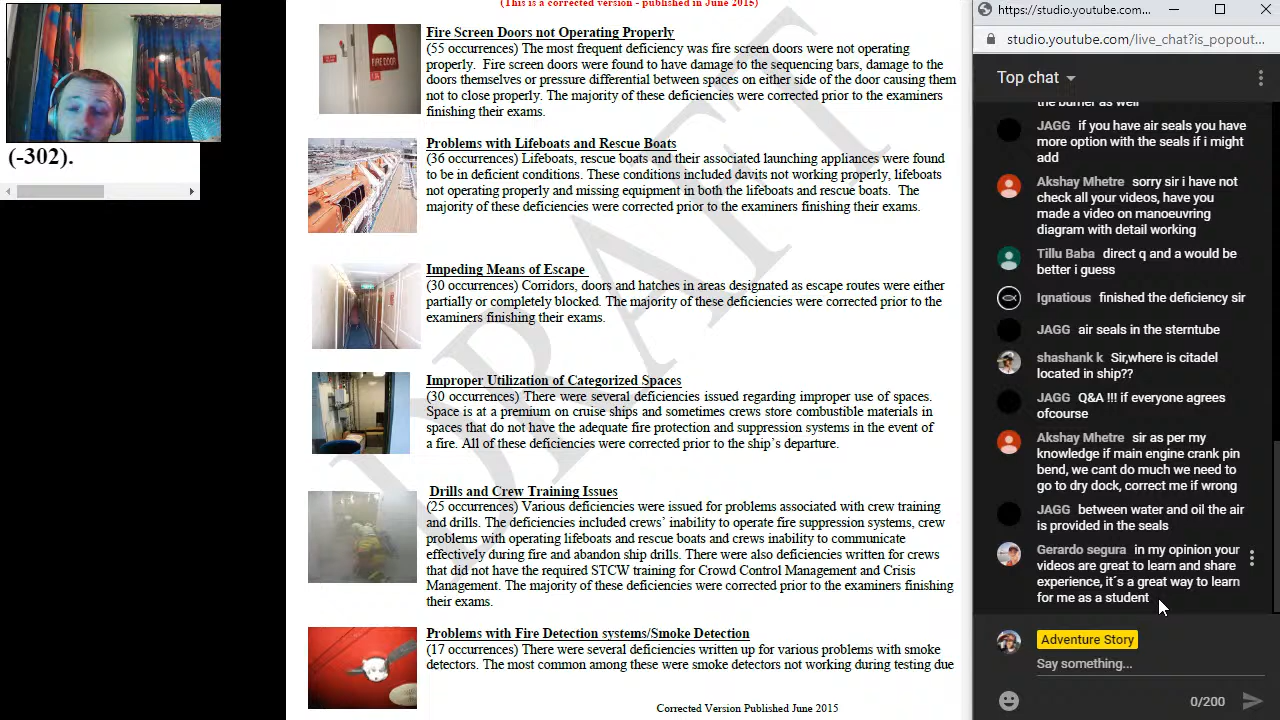 (-302).
(This is a corrected version - published in June 2015)
Fire Screen Doors not Operating Properly
(55 occurrences) The most frequent deficiency was fire screen doors were not operating
properly.  Fire screen doors were found to have damage to the sequencing bars, damage to the
doors themselves or pressure differential between spaces on either side of the door causing them
not to close properly. The majority of these deficiencies were corrected prior to the examiners
finishing their exams.
FIRE DOOR
Problems with Lifeboats and Rescue Boats
(36 occurrences) Lifeboats, rescue boats and their associated launching appliances were found
to be in deficient conditions. These conditions included davits not working properly, lifeboats
not operating properly and missing equipment in both the lifeboats and rescue boats.  The
majority of these deficiencies were corrected prior to the examiners finishing their exams.
Impeding Means of Escape
(30 occurrences) Corridors, doors and hatches in areas designated as escape routes were either
partially or completely blocked. The majority of these deficiencies were corrected prior to the
examiners finishing their exams.
Improper Utilization of Categorized Spaces
(30 occurrences) There were several deficiencies issued regarding improper use of spaces.
Space is at a premium on cruise ships and sometimes crews store combustible materials in
spaces that do not have the adequate fire protection and suppression systems in the event of
a fire. All of these deficiencies were corrected prior to the ship's departure.
Drills and Crew Training Issues
(25 occurrences) Various deficiencies were issued for problems associated with crew training
and drills. The deficiencies included crews' inability to operate fire suppression systems, crew
problems with operating lifeboats and rescue boats and crews inability to communicate
effectively during fire and abandon ship drills. There were also deficiencies written for crews
that did not have the required STCW training for Crowd Control Management and Crisis
Management. The majority of these deficiencies were corrected prior to the examiners finishing
their exams.
Problems with Fire Detection systems/Smoke Detection
(17 occurrences) There were several deficiencies written up for various problems with smoke
detectors. The most common among these were smoke detectors not working during testing due
Corrected Version Published June 2015
DRAFT
https://studio.youtube.com...
studio.youtube.com/live_chat?is_popout...
Top chat
the burner as well
JAGG if you have air seals you have
more option with the seals if i might
add
Akshay Mhetre sorry sir i have not
check all your videos, have you
made a video on manoeuvring
diagram with detail working
Tillu Baba direct q and a would be
better i guess
Ignatious finished the deficiency sir
JAGG air seals in the sterntube
shashank k Sir,where is citadel
located in ship??
JAGG Q&A !!! if everyone agrees
ofcourse
Akshay Mhetre sir as per my
knowledge if main engine crank pin
bend, we cant do much we need to
go to dry dock, correct me if wrong
JAGG between water and oil the air
is provided in the seals
Gerardo segura in my opinion your
videos are great to learn and share
experience, it´s a great way to learn
for me as a student
Adventure Story
Say something...
0/200